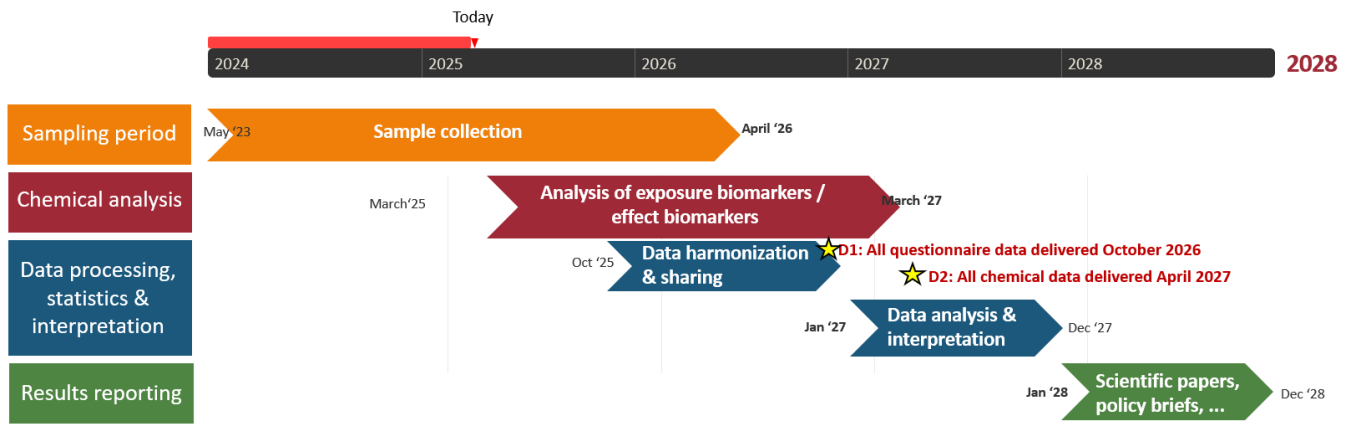 Today
2024 2025 2026 2027 2028 2028
Sampling period
May ‘23
Sample collection
April ‘26
Chemical analysis
March‘25
Analysis of exposure biomarkers /
effect biomarkers
March ‘27
Data processing,
statistics &
interpretation
Oct ‘25
Data harmonization
& sharing
D1: All questionnaire data delivered October 2026
D2: All chemical data delivered April 2027
Jan ‘27
Data analysis &
interpretation
Dec ‘27
Results reporting
Jan ‘28
Scientific papers,
policy briefs, ...
Dec ‘28